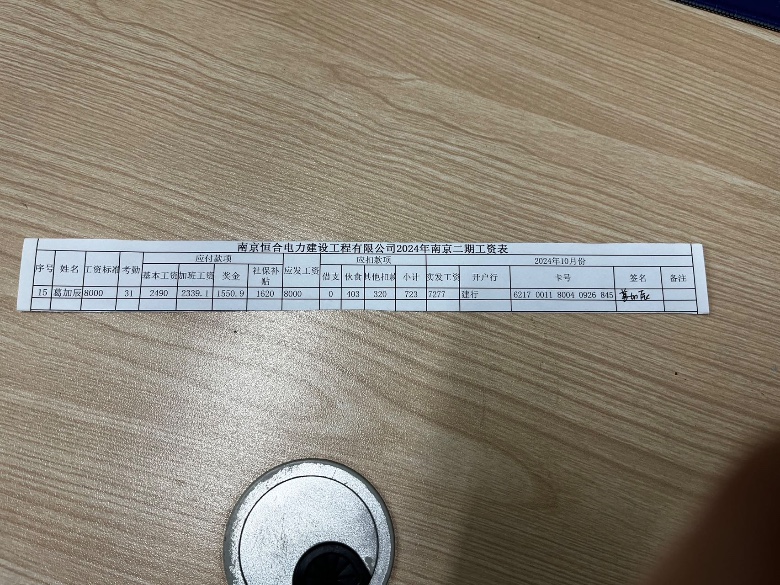 南京恒合电力建设工程有限公司2024年南京二期工资表
序号 姓名 工资标准 考勤 应付款项 应发工资 应扣款项 实发工资 2024年10月份
基本工资 加班工资 奖金 社保补贴 借支 伙食 其他扣款 小计 开户行 卡号 签名 备注
15 葛加辰 8000 31 2490 2339.1 1550.9 1620 8000 0 403 320 723 7277 建行 6217 0011 8004 0926 845